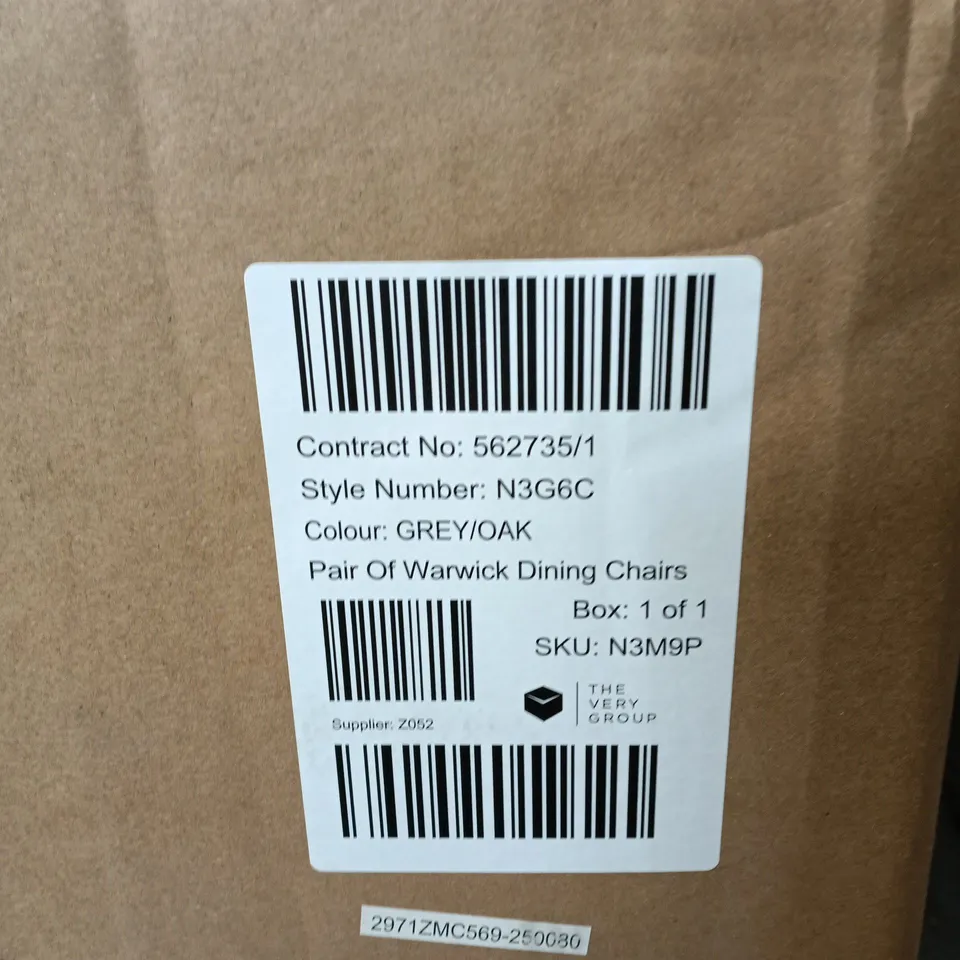 Contract No: 562735/1
Style Number: N3G6C
Colour: GREY/OAK
Pair Of Warwick Dining Chairs
Box: 1 of 1
SKU: N3M9P
THE
VERY
GROUP
Supplier: Z052
2971ZMC569-250080